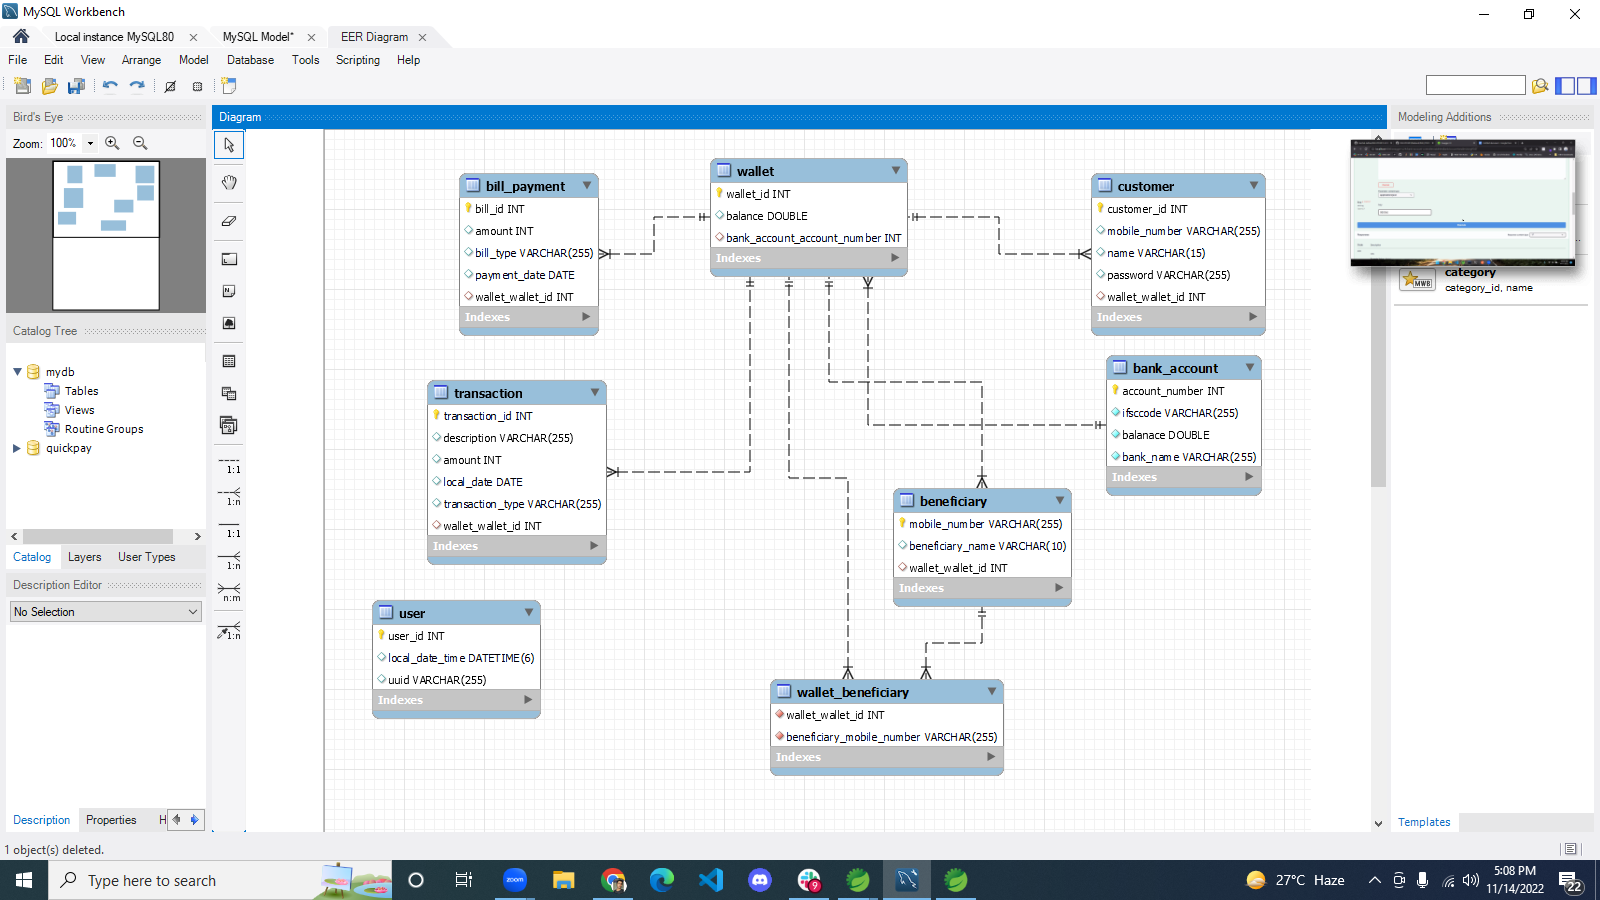 MySQL Workbench
Local instance MySQL80
MySQL Model*
EER Diagram
File Edit View Arrange Model Database Tools Scripting Help
Bird's Eye
Zoom: 100%
Catalog Tree
mydb
Tables
Views
Routine Groups
quickpay
Catalog Layers User Types
Description Editor
No Selection
Description Properties H
1:1
1:n
1:1
1:n
n:m
1:n
Diagram
bill_payment
bill_id INT
amount INT
bill_type VARCHAR(255)
payment_date DATE
wallet_wallet_id INT
Indexes
wallet
wallet_id INT
balance DOUBLE
bank_account_account_number INT
Indexes
customer
customer_id INT
mobile_number VARCHAR(255)
name VARCHAR(15)
password VARCHAR(255)
wallet_wallet_id INT
Indexes
transaction
transaction_id INT
description VARCHAR(255)
amount INT
local_date DATE
transaction_type VARCHAR(255)
wallet_wallet_id INT
Indexes
bank_account
account_number INT
ifsccode VARCHAR(255)
balanace DOUBLE
bank_name VARCHAR(255)
Indexes
beneficiary
mobile_number VARCHAR(255)
beneficiary_name VARCHAR(10)
wallet_wallet_id INT
Indexes
user
user_id INT
local_date_time DATETIME(6)
uuid VARCHAR(255)
Indexes
wallet_beneficiary
wallet_wallet_id INT
beneficiary_mobile_number VARCHAR(255)
Indexes
Modeling Additions
MWB
category
category_id, name
Templates
1 object(s) deleted.
Type here to search
zoom
9
27°C Haze
5:08 PM
11/14/2022
22